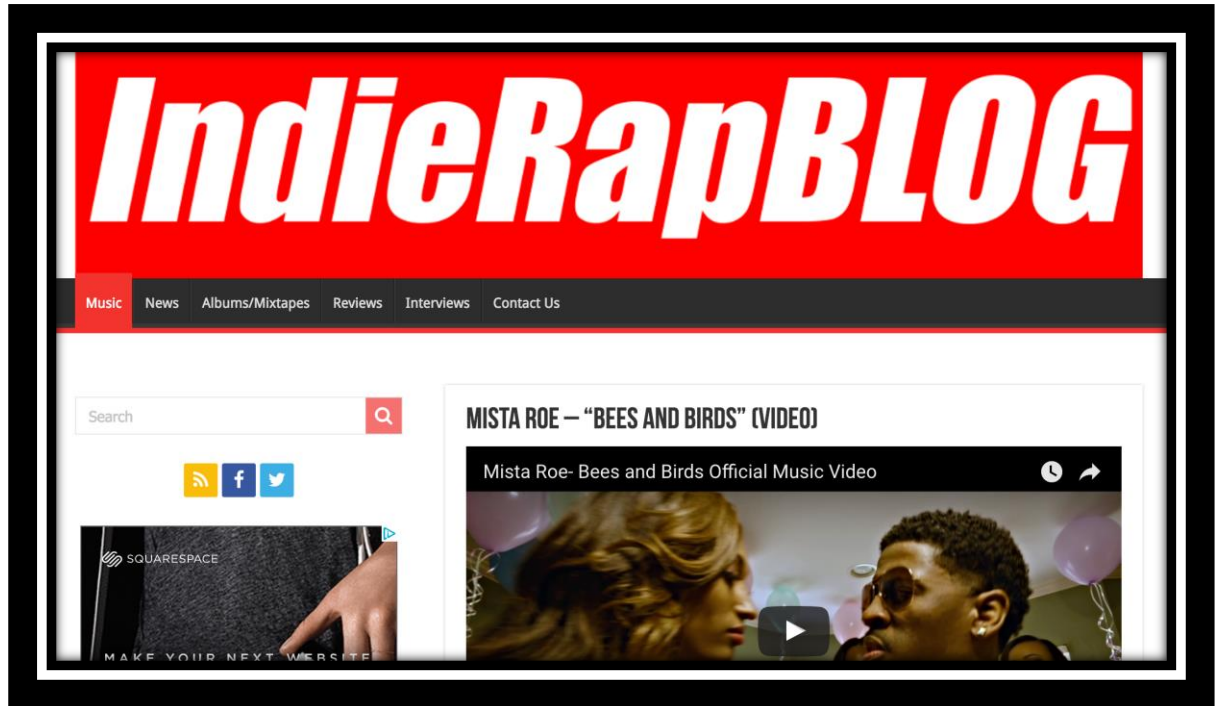 IndieRapBLOG
Music News Albums/Mixtapes Reviews Interviews Contact Us
Search
MISTA ROE – “BEES AND BIRDS” (VIDEO)
Mista Roe- Bees and Birds Official Music Video
SQUARESPACE
MAKE YOUR NEXT WEBSITE